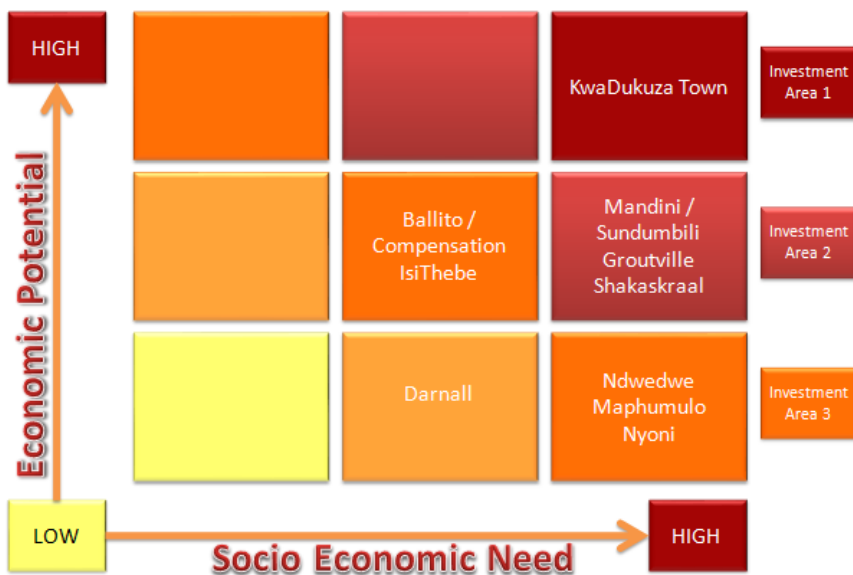 HIGH
KwaDukuza Town
Investment
Area 1
Economic Potential
Ballito /
Compensation
IsiThebe
Mandini /
Sundumbili
Groutville
Shakaskraal
Investment
Area 2
Darnall
Ndwedwe
Maphumulo
Nyoni
Investment
Area 3
LOW
Socio Economic Need
HIGH